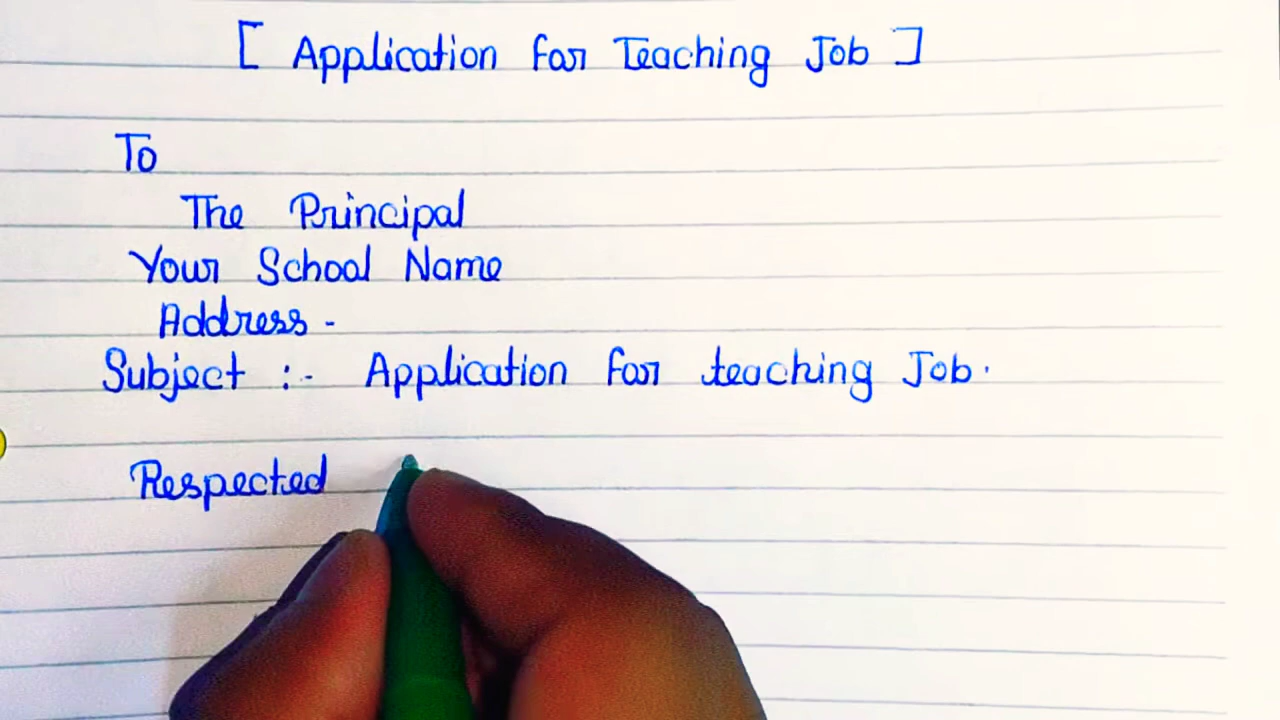 [ Application for Teaching Job ]
To
The Principal
Your School Name
Address -
Subject :- Application for teaching Job.
Respected